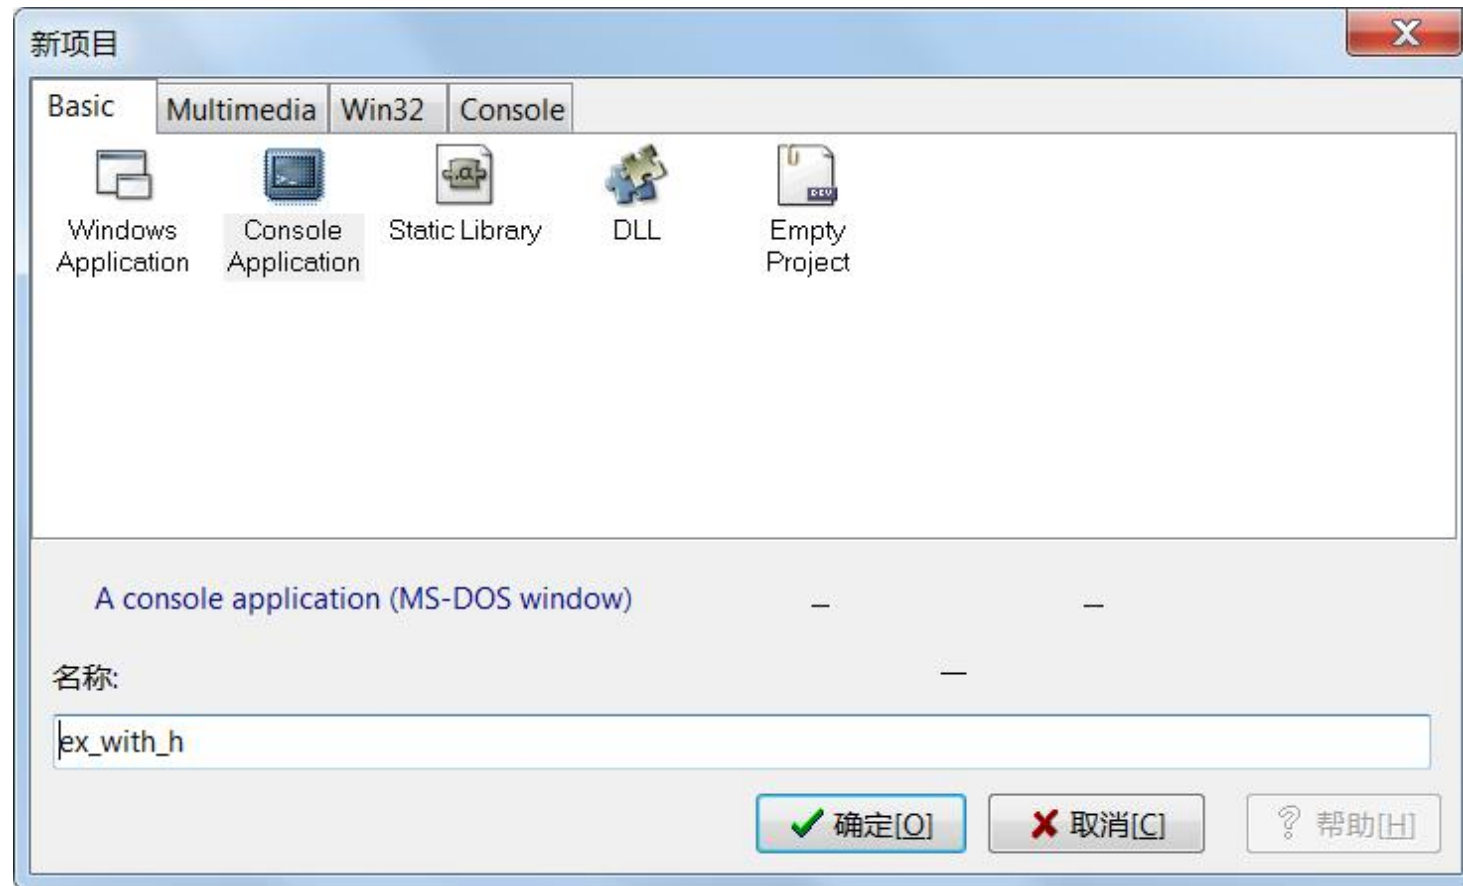 新项目
Basic Multimedia Win32 Console
Windows Application
Console Application
Static Library
DLL
Empty Project
A console application (MS-DOS window)
名称:
ex_with_h
确定[O] 取消[C] 帮助[H]